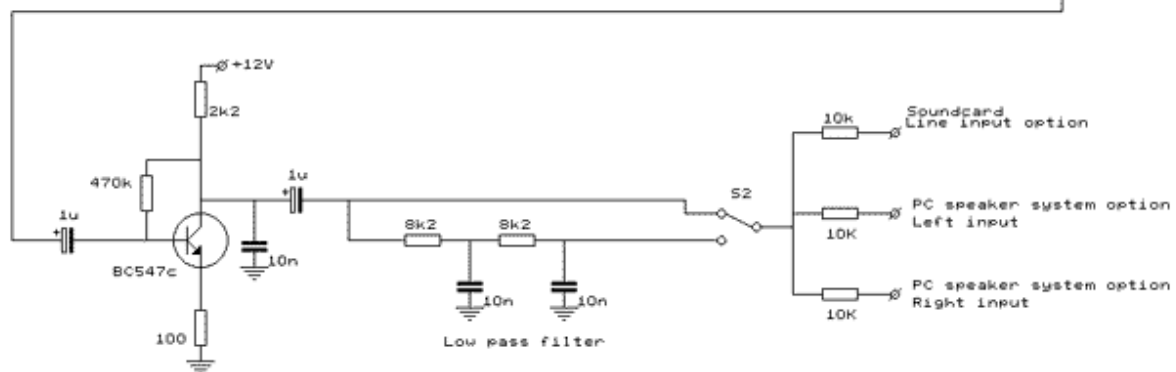 +12V
2k2
470k
+
1u
BC547c
100
10n
+
1u
8k2
8k2
10n
10n
Low pass filter
S2
10k
Soundcard
Line input option
10K
PC speaker system option
Left input
10K
PC speaker system option
Right input